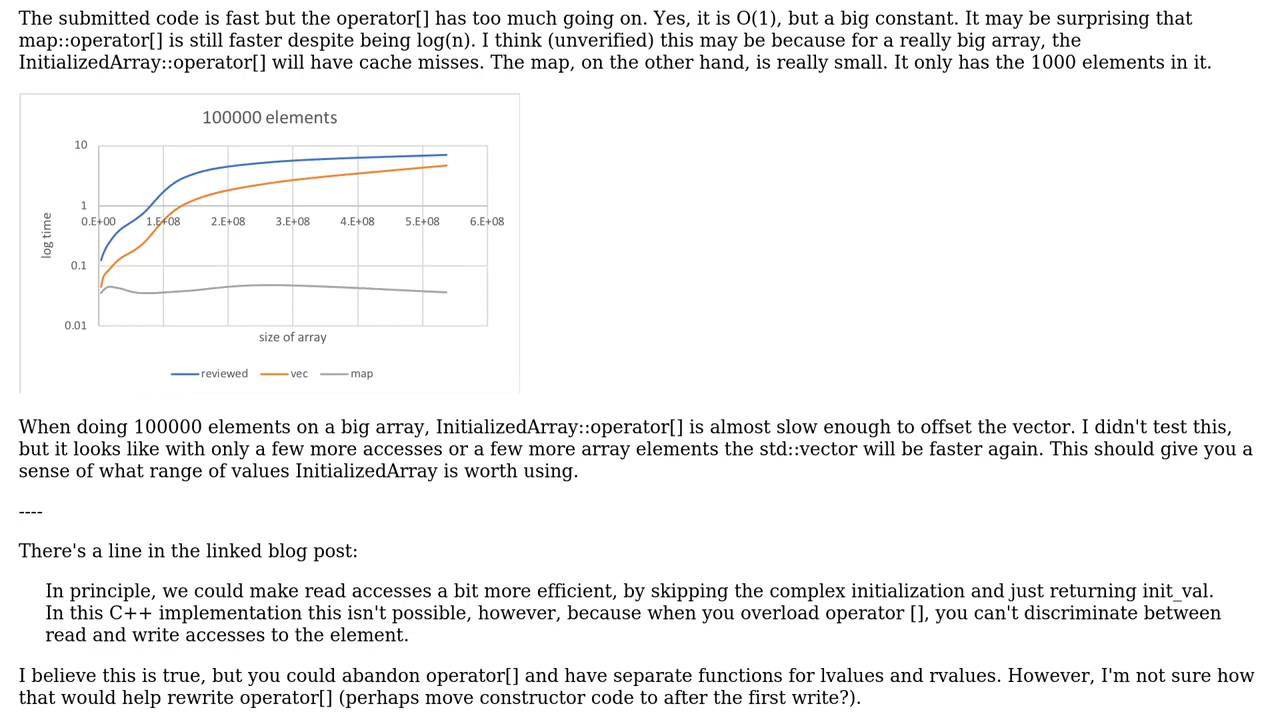 The submitted code is fast but the operator[] has too much going on. Yes, it is O(1), but a big constant. It may be surprising that
map::operator[] is still faster despite being log(n). I think (unverified) this may be because for a really big array, the
InitializedArray::operator[] will have cache misses. The map, on the other hand, is really small. It only has the 1000 elements in it.
100000 elements
10
1
0.E+00 1.E+08 2.E+08 3.E+08 4.E+08 5.E+08 6.E+08
log time
0.1
0.01
size of array
reviewed vec map
When doing 100000 elements on a big array, InitializedArray::operator[] is almost slow enough to offset the vector. I didn't test this,
but it looks like with only a few more accesses or a few more array elements the std::vector will be faster again. This should give you a
sense of what range of values InitializedArray is worth using.
----
There's a line in the linked blog post:
In principle, we could make read accesses a bit more efficient, by skipping the complex initialization and just returning init_val.
In this C++ implementation this isn't possible, however, because when you overload operator [], you can't discriminate between
read and write accesses to the element.
I believe this is true, but you could abandon operator[] and have separate functions for lvalues and rvalues. However, I'm not sure how
that would help rewrite operator[] (perhaps move constructor code to after the first write?).